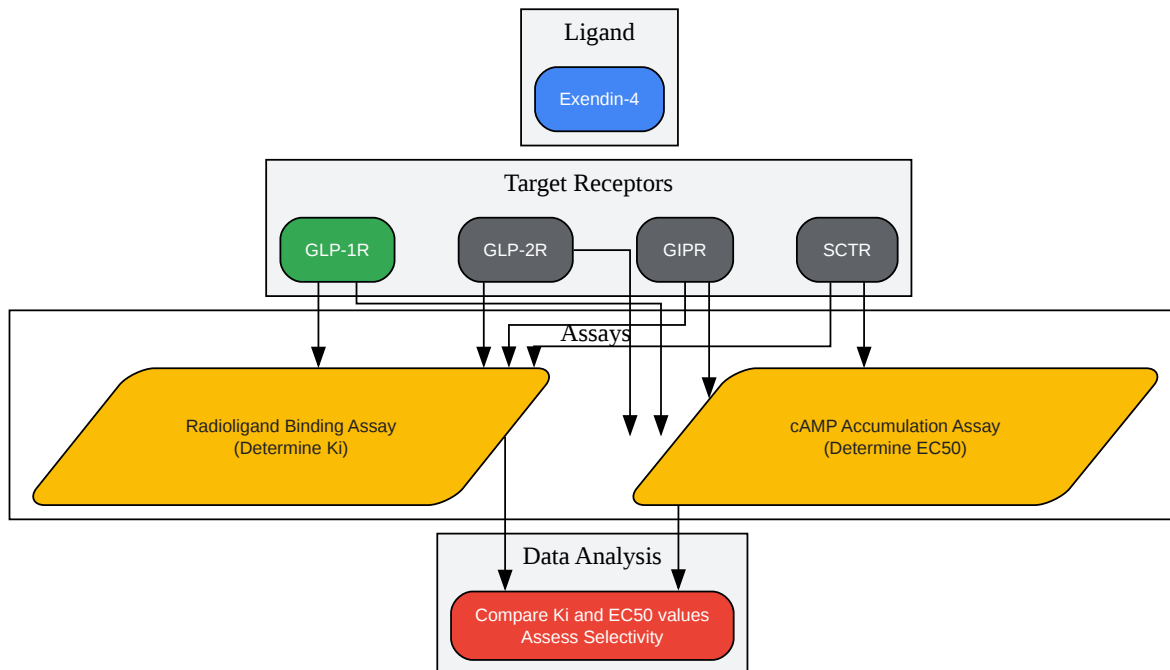 Ligand
Exendin-4
Target Receptors
GLP-1R
GLP-2R
GIPR
SCTR
Assays
Radioligand Binding Assay
(Determine Ki)
cAMP Accumulation Assay
(Determine EC50)
Data Analysis
Compare Ki and EC50 values
Assess Selectivity